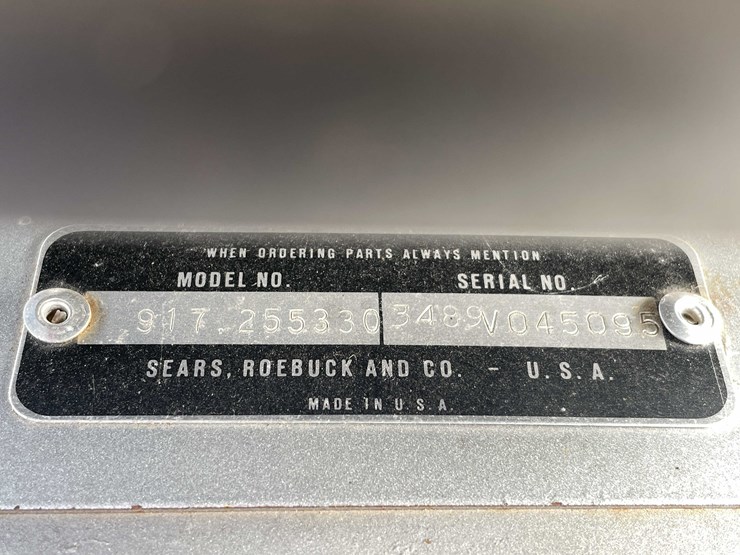 WHEN ORDERING PARTS ALWAYS MENTION
MODEL NO. SERIAL NO.
917.255330 3489V045095
SEARS, ROEBUCK AND CO. - U.S.A.
MADE IN U S A.